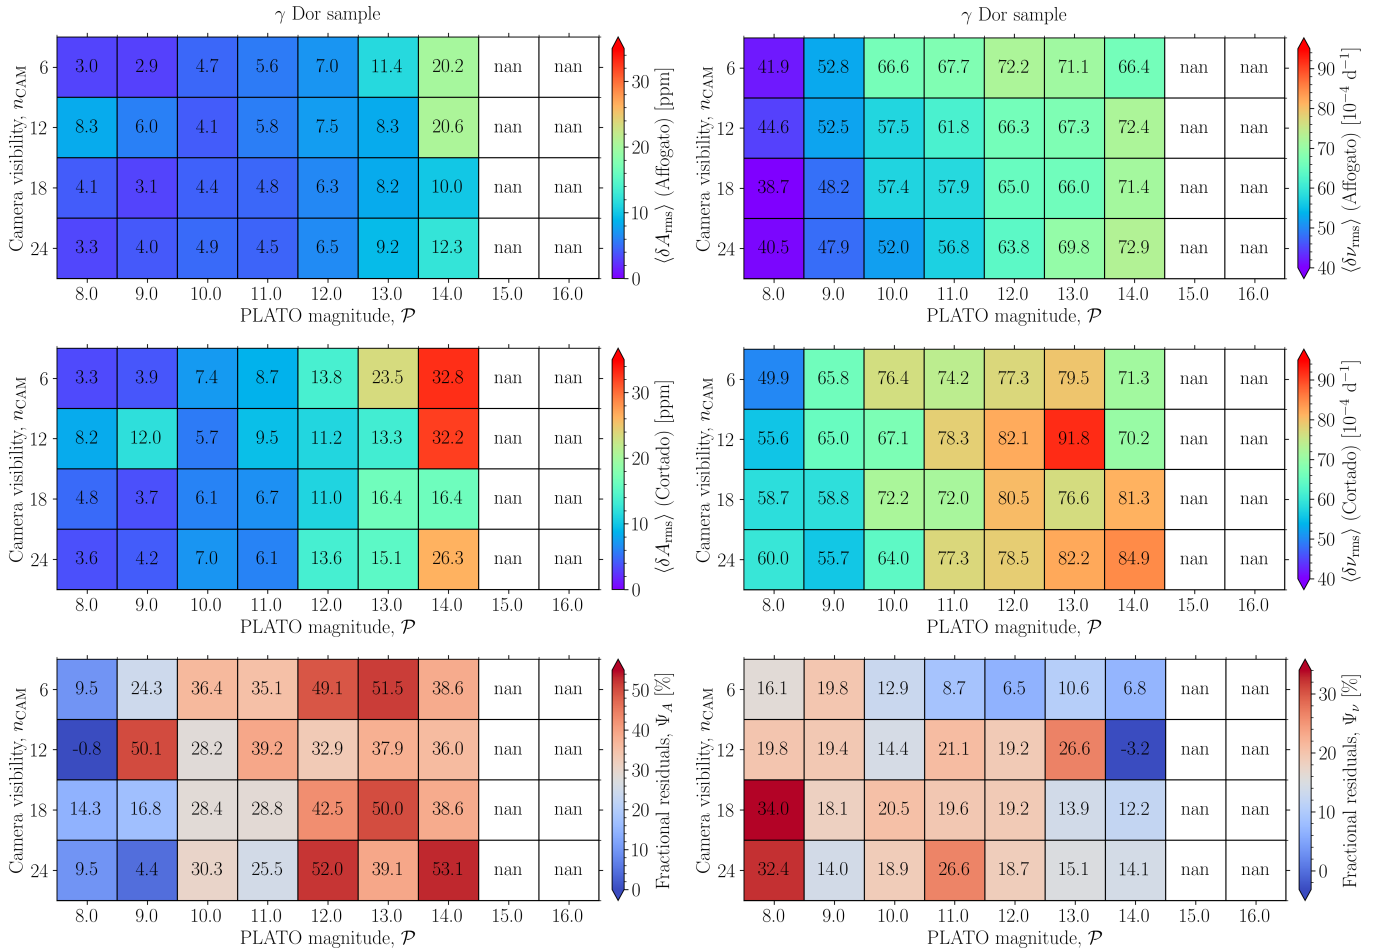 γ Dor sample
Camera visibility, n_CAM
6 3.0 2.9 4.7 5.6 7.0 11.4 20.2 nan nan
12 8.3 6.0 4.1 5.8 7.5 8.3 20.6 nan nan
18 4.1 3.1 4.4 4.8 6.3 8.2 10.0 nan nan
24 3.3 4.0 4.9 4.5 6.5 9.2 12.3 nan nan
8.0 9.0 10.0 11.0 12.0 13.0 14.0 15.0 16.0
PLATO magnitude, 𝒫
30
20
10
0
⟨δA_rms⟩ (Affogato) [ppm]
γ Dor sample
Camera visibility, n_CAM
6 41.9 52.8 66.6 67.7 72.2 71.1 66.4 nan nan
12 44.6 52.5 57.5 61.8 66.3 67.3 72.4 nan nan
18 38.7 48.2 57.4 57.9 65.0 66.0 71.4 nan nan
24 40.5 47.9 52.0 56.8 63.8 69.8 72.9 nan nan
8.0 9.0 10.0 11.0 12.0 13.0 14.0 15.0 16.0
PLATO magnitude, 𝒫
90
80
70
60
50
40
⟨δν_rms⟩ (Affogato) [10⁻⁴ d⁻¹]
Camera visibility, n_CAM
6 3.3 3.9 7.4 8.7 13.8 23.5 32.8 nan nan
12 8.2 12.0 5.7 9.5 11.2 13.3 32.2 nan nan
18 4.8 3.7 6.1 6.7 11.0 16.4 16.4 nan nan
24 3.6 4.2 7.0 6.1 13.6 15.1 26.3 nan nan
8.0 9.0 10.0 11.0 12.0 13.0 14.0 15.0 16.0
PLATO magnitude, 𝒫
30
20
10
0
⟨δA_rms⟩ (Cortado) [ppm]
Camera visibility, n_CAM
6 49.9 65.8 76.4 74.2 77.3 79.5 71.3 nan nan
12 55.6 65.0 67.1 78.3 82.1 91.8 70.2 nan nan
18 58.7 58.8 72.2 72.0 80.5 76.6 81.3 nan nan
24 60.0 55.7 64.0 77.3 78.5 82.2 84.9 nan nan
8.0 9.0 10.0 11.0 12.0 13.0 14.0 15.0 16.0
PLATO magnitude, 𝒫
90
80
70
60
50
40
⟨δν_rms⟩ (Cortado) [10⁻⁴ d⁻¹]
Camera visibility, n_CAM
6 9.5 24.3 36.4 35.1 49.1 51.5 38.6 nan nan
12 -0.8 50.1 28.2 39.2 32.9 37.9 36.0 nan nan
18 14.3 16.8 28.4 28.8 42.5 50.0 38.6 nan nan
24 9.5 4.4 30.3 25.5 52.0 39.1 53.1 nan nan
8.0 9.0 10.0 11.0 12.0 13.0 14.0 15.0 16.0
PLATO magnitude, 𝒫
50
40
30
20
10
0
Fractional residuals, Ψ_A [%]
Camera visibility, n_CAM
6 16.1 19.8 12.9 8.7 6.5 10.6 6.8 nan nan
12 19.8 19.4 14.4 21.1 19.2 26.6 -3.2 nan nan
18 34.0 18.1 20.5 19.6 19.2 13.9 12.2 nan nan
24 32.4 14.0 18.9 26.6 18.7 15.1 14.1 nan nan
8.0 9.0 10.0 11.0 12.0 13.0 14.0 15.0 16.0
PLATO magnitude, 𝒫
30
20
10
0
Fractional residuals, Ψ_ν [%]